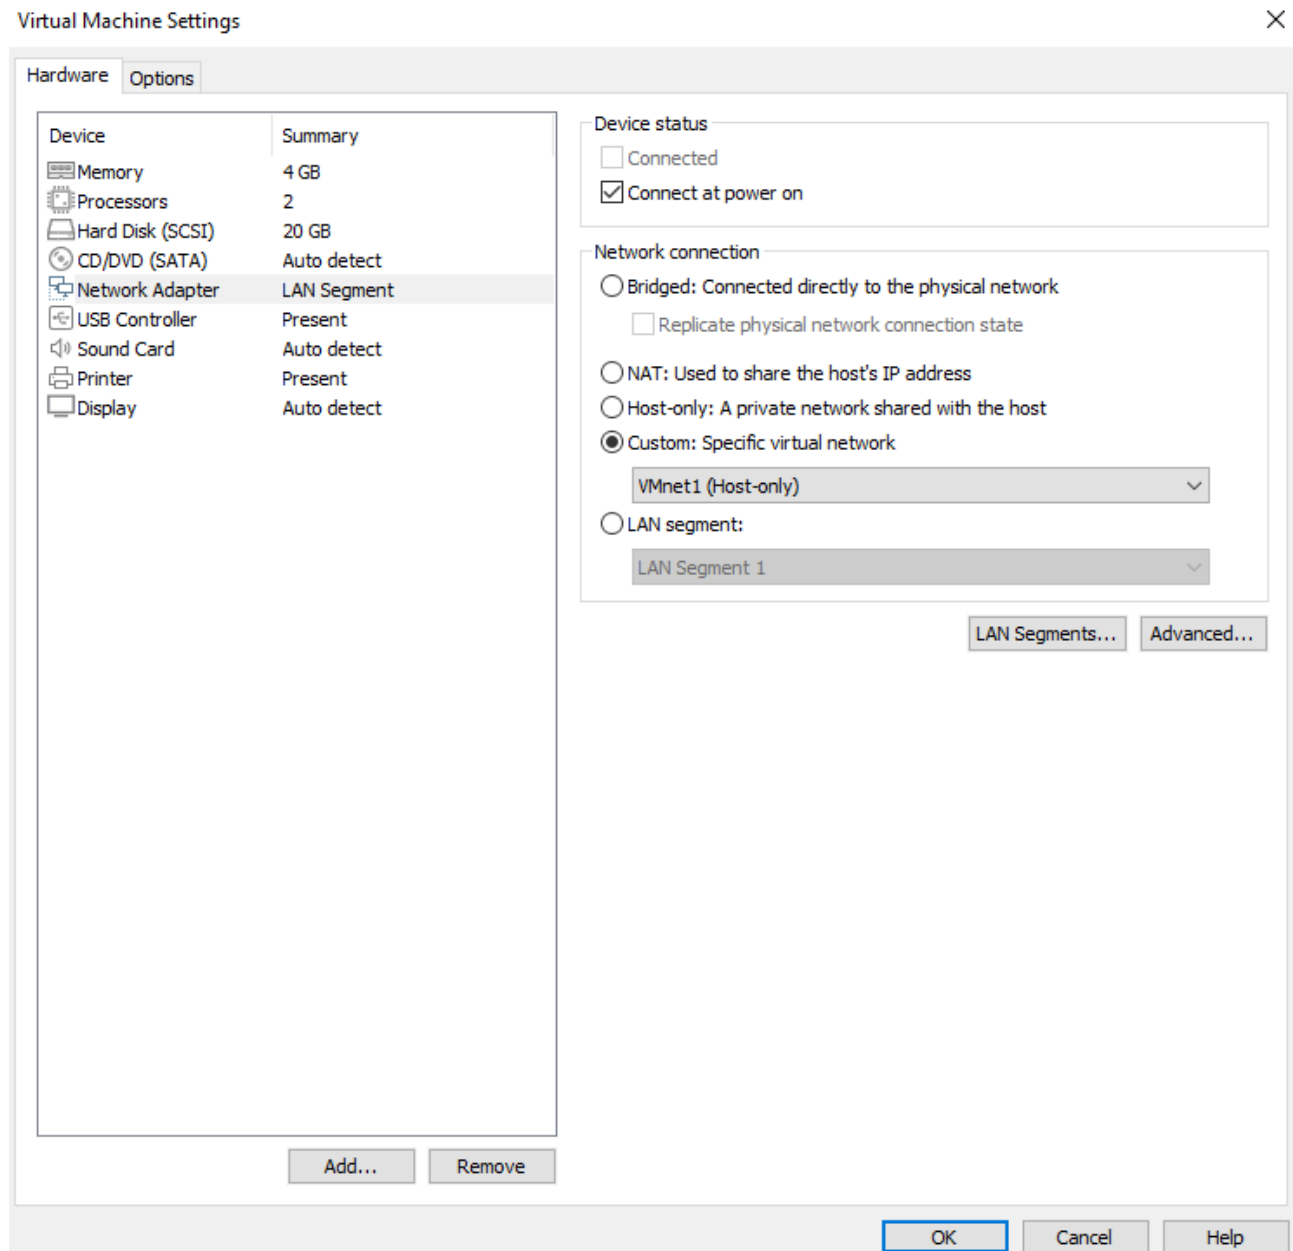 Virtual Machine Settings
Hardware Options
Device Summary
Memory 4 GB
Processors 2
Hard Disk (SCSI) 20 GB
CD/DVD (SATA) Auto detect
Network Adapter LAN Segment
USB Controller Present
Sound Card Auto detect
Printer Present
Display Auto detect
Add... Remove
Device status
Connected
Connect at power on
Network connection
Bridged: Connected directly to the physical network
Replicate physical network connection state
NAT: Used to share the host's IP address
Host-only: A private network shared with the host
Custom: Specific virtual network
VMnet1 (Host-only)
LAN segment:
LAN Segment 1
LAN Segments... Advanced...
OK Cancel Help